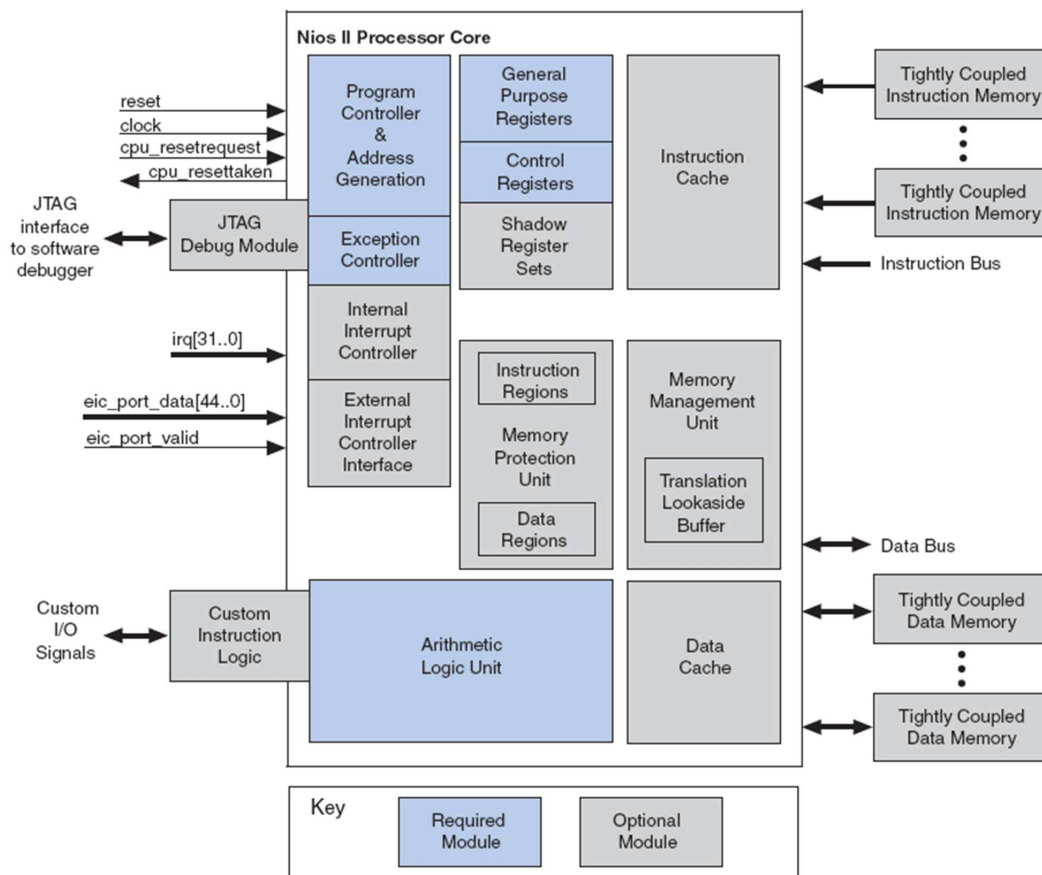 Nios II Processor Core
reset
clock
cpu_resetrequest
cpu_resettaken
JTAG
interface
to software
debugger
JTAG
Debug Module
irq[31..0]
eic_port_data[44..0]
eic_port_valid
Custom
I/O
Signals
Custom
Instruction
Logic
Program
Controller
&
Address
Generation
Exception
Controller
Internal
Interrupt
Controller
External
Interrupt
Controller
Interface
General
Purpose
Registers
Control
Registers
Shadow
Register
Sets
Instruction
Cache
Instruction
Regions
Memory
Protection
Unit
Data
Regions
Memory
Management
Unit
Translation
Lookaside
Buffer
Arithmetic
Logic Unit
Data
Cache
Tightly Coupled
Instruction Memory
Tightly Coupled
Instruction Memory
Instruction Bus
Data Bus
Tightly Coupled
Data Memory
Tightly Coupled
Data Memory
Key
Required
Module
Optional
Module